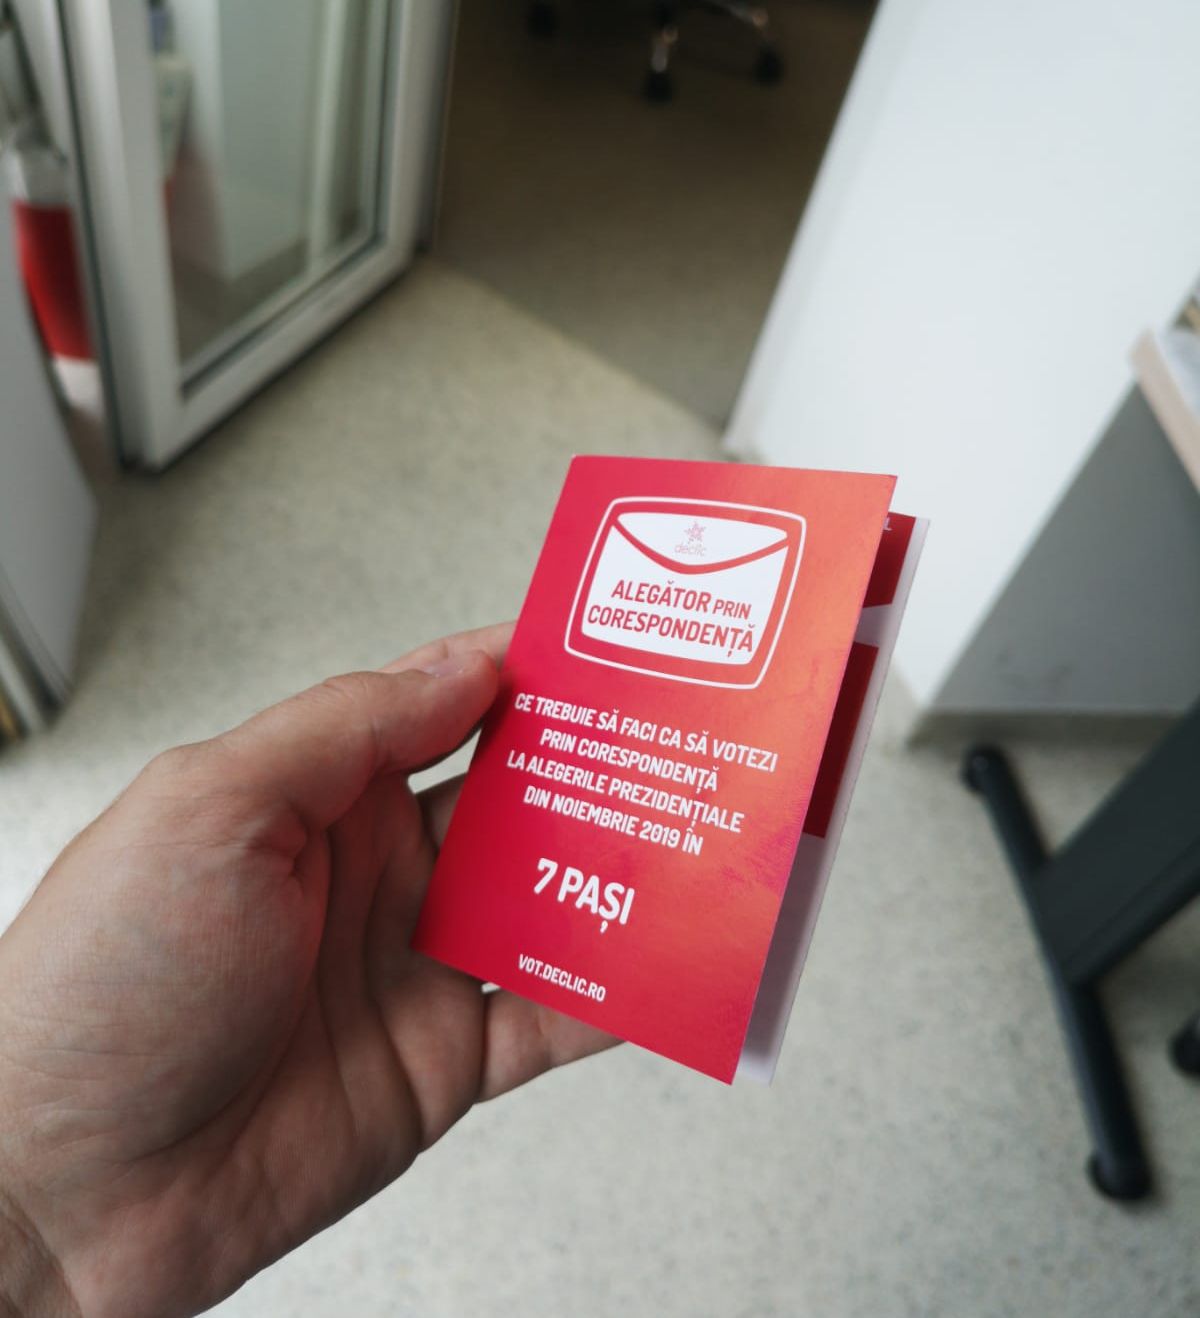 declic
ALEGĂTOR PRIN
CORESPONDENȚĂ
CE TREBUIE SĂ FACI CA SĂ VOTEZI
PRIN CORESPONDENȚĂ
LA ALEGERILE PREZIDENȚIALE
DIN NOIEMBRIE 2019 ÎN
7 PAȘI
VOT.DECLIC.RO